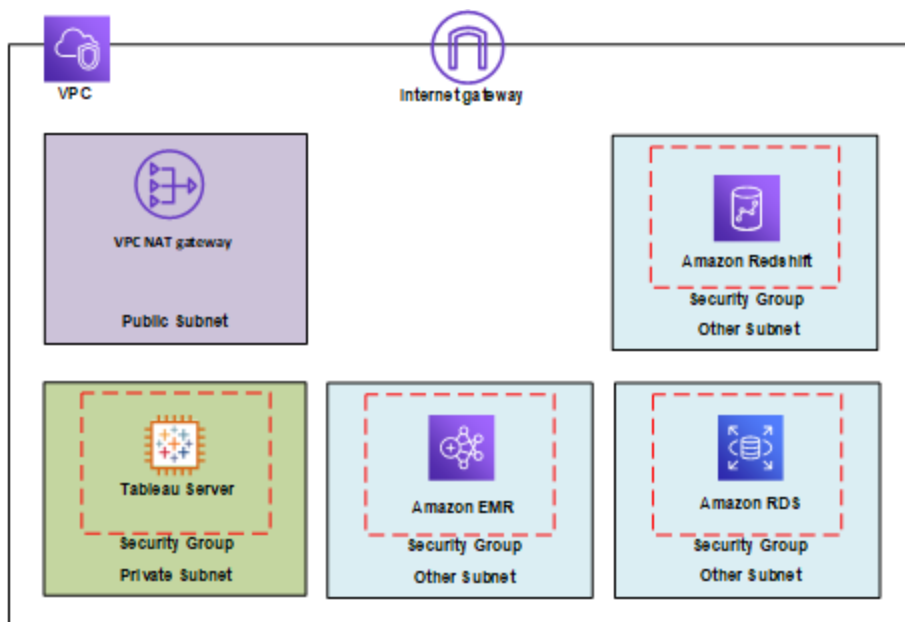 VPC
Internet gateway
VPC NAT gateway
Public Subnet
Amazon Redshift
Security Group
Other Subnet
Tableau Server
Security Group
Private Subnet
Amazon EMR
Security Group
Other Subnet
Amazon RDS
Security Group
Other Subnet